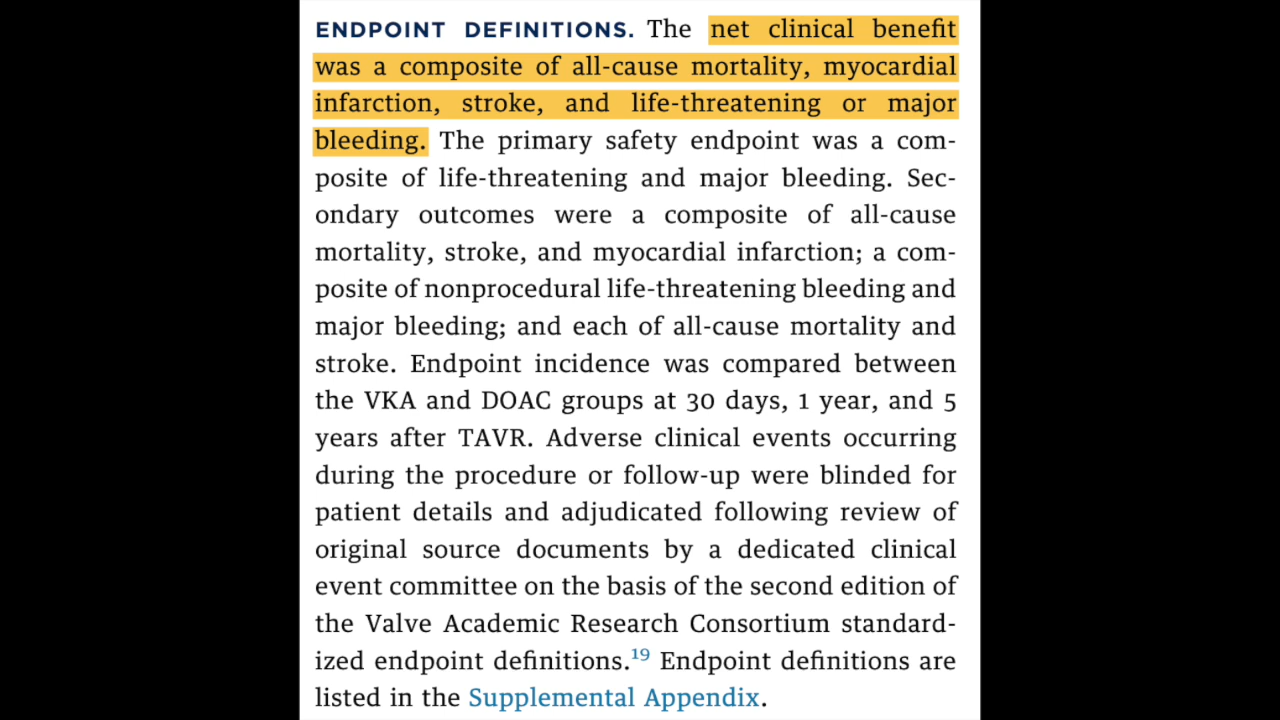 ENDPOINT DEFINITIONS. The net clinical benefit
was a composite of all-cause mortality, myocardial
infarction, stroke, and life-threatening or major
bleeding. The primary safety endpoint was a com-
posite of life-threatening and major bleeding. Sec-
ondary outcomes were a composite of all-cause
mortality, stroke, and myocardial infarction; a com-
posite of nonprocedural life-threatening bleeding and
major bleeding; and each of all-cause mortality and
stroke. Endpoint incidence was compared between
the VKA and DOAC groups at 30 days, 1 year, and 5
years after TAVR. Adverse clinical events occurring
during the procedure or follow-up were blinded for
patient details and adjudicated following review of
original source documents by a dedicated clinical
event committee on the basis of the second edition of
the Valve Academic Research Consortium standard-
ized endpoint definitions.19 Endpoint definitions are
listed in the Supplemental Appendix.